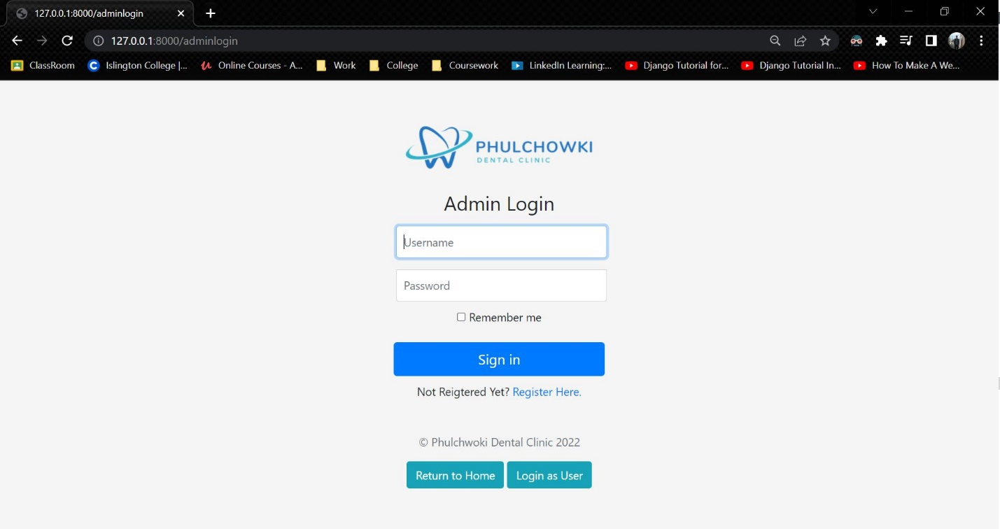 127.0.0.1:8000/adminlogin
127.0.0.1:8000/adminlogin
ClassRoom Islington College |... Online Courses - A... Work College Coursework LinkedIn Learning:... Django Tutorial for... Django Tutorial In... How To Make A We...
PHULCHOWKI
DENTAL CLINIC
Admin Login
Username
Password
Remember me
Sign in
Not Reigtered Yet? Register Here.
© Phulchwoki Dental Clinic 2022
Return to Home Login as User